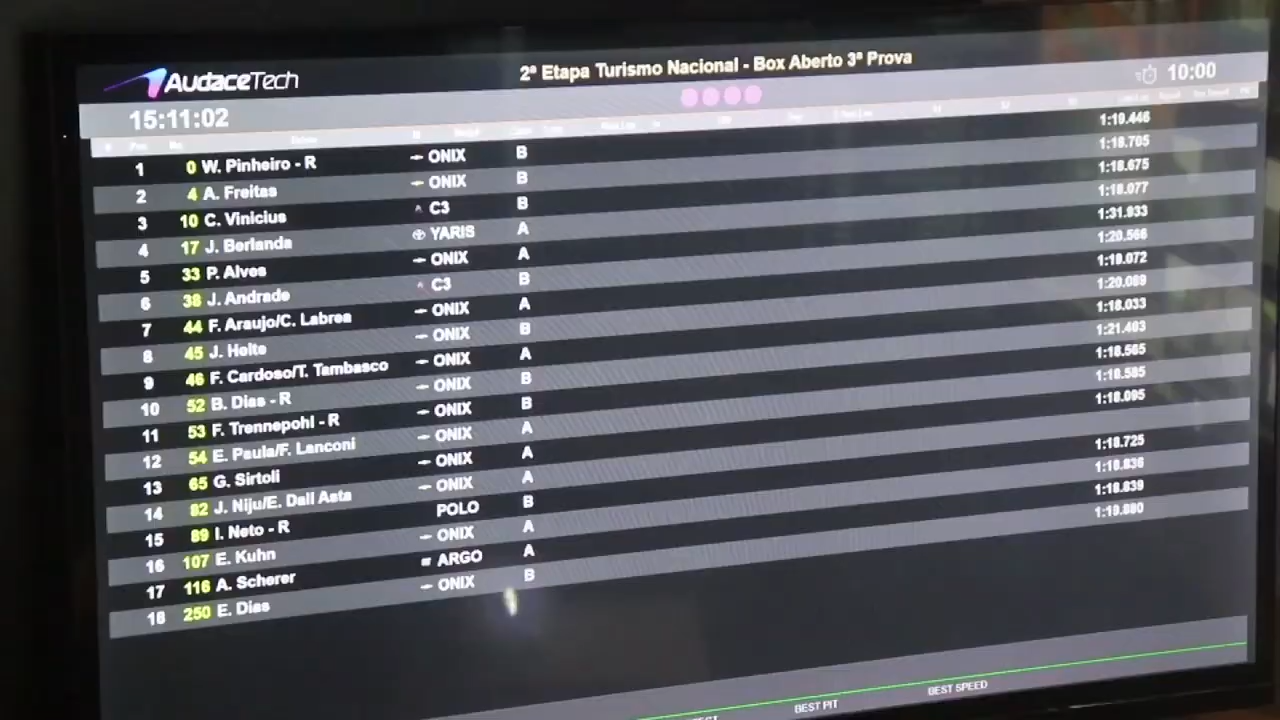 AudaceTech
2ª Etapa Turismo Nacional - Box Aberto 3ª Prova
15:11:02
10:00
1 0 W. Pinheiro - R ONIX B 1:19.446
2 4 A. Freitas ONIX B 1:18.705
3 10 C. Vinicius C3 B 1:18.675
4 17 J. Berlanda YARIS A 1:18.077
5 33 P. Alves ONIX A 1:31.933
6 38 J. Andrade C3 B 1:20.566
7 44 F. Araujo/C. Labrea ONIX A 1:18.072
8 45 J. Helte ONIX B 1:20.089
9 46 F. Cardoso/T. Tambasco ONIX A 1:18.033
10 52 B. Dias - R ONIX B 1:21.403
11 53 F. Trennepohl - R ONIX B 1:18.565
12 54 E. Paula/F. Lanconi ONIX A 1:18.585
13 65 G. Sirtoli ONIX A 1:18.095
14 82 J. Niju/E. Dall Asta ONIX A
15 89 I. Neto - R POLO B 1:18.725
16 107 E. Kuhn ONIX A 1:18.836
17 116 A. Scherer ARGO A 1:18.839
18 250 E. Dias ONIX B 1:19.880
BEST PIT
BEST SPEED